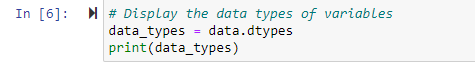 In [6]: # Display the data types of variables
data_types = data.dtypes
print(data_types)